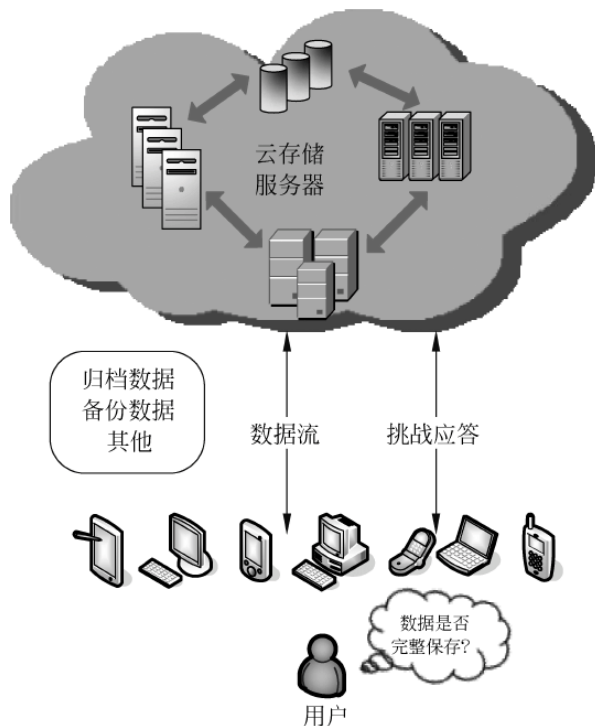 云存储
服务器
归档数据
备份数据
其他
数据流
挑战应答
数据是否
完整保存?
用户